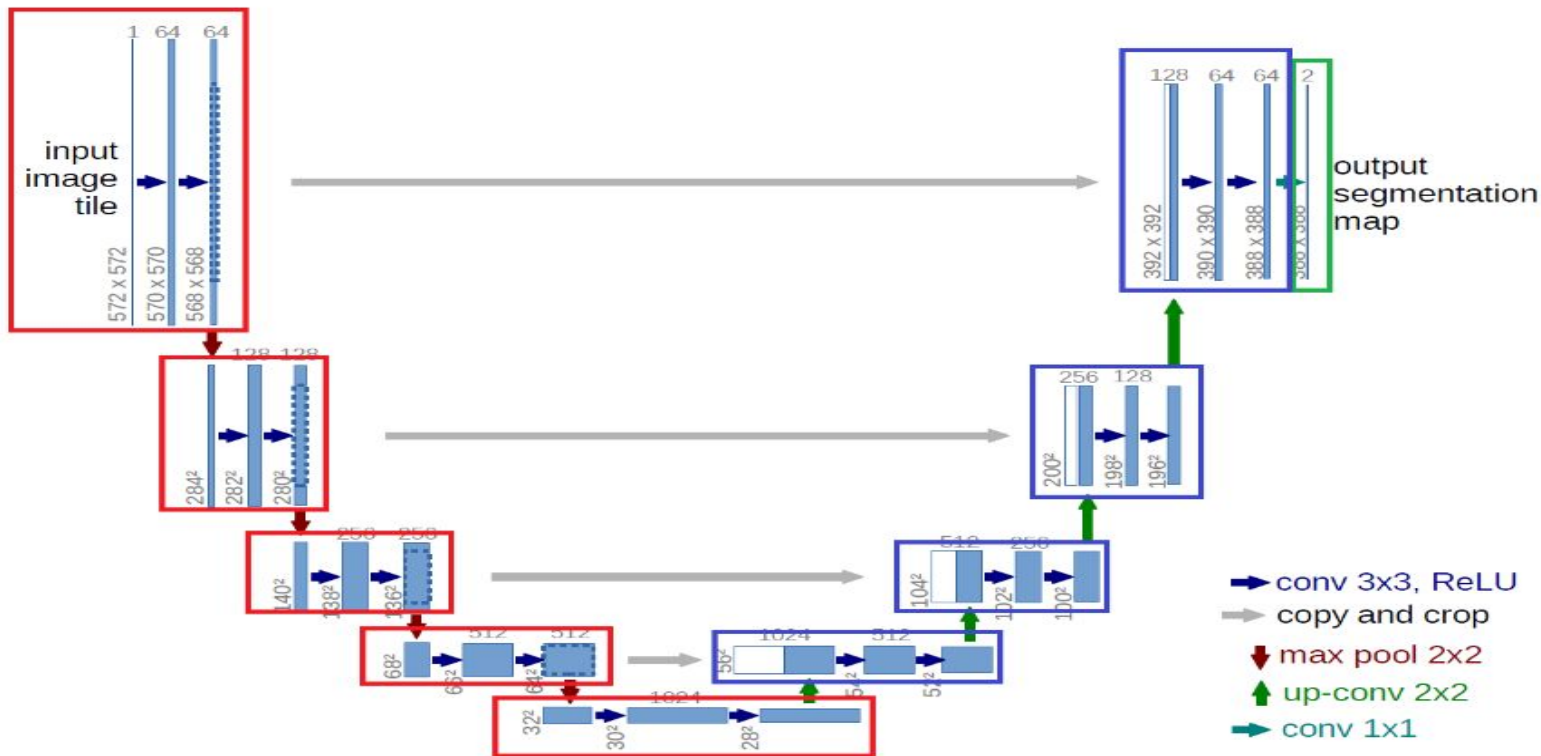 1 64 64
input
image
tile
572 x 572
570 x 570
568 x 568
128 64 64 2
392 x 392
390 x 390
388 x 388
388 x 388
output
segmentation
map
128 128
284²
282²
280²
256 128
200²
198²
196²
256 256
140²
138²
136²
512 256
104²
102²
100²
512 512
68²
66²
64²
1024 512
56²
54²
52²
1024
32²
30²
28²
conv 3x3, ReLU
copy and crop
max pool 2x2
up-conv 2x2
conv 1x1